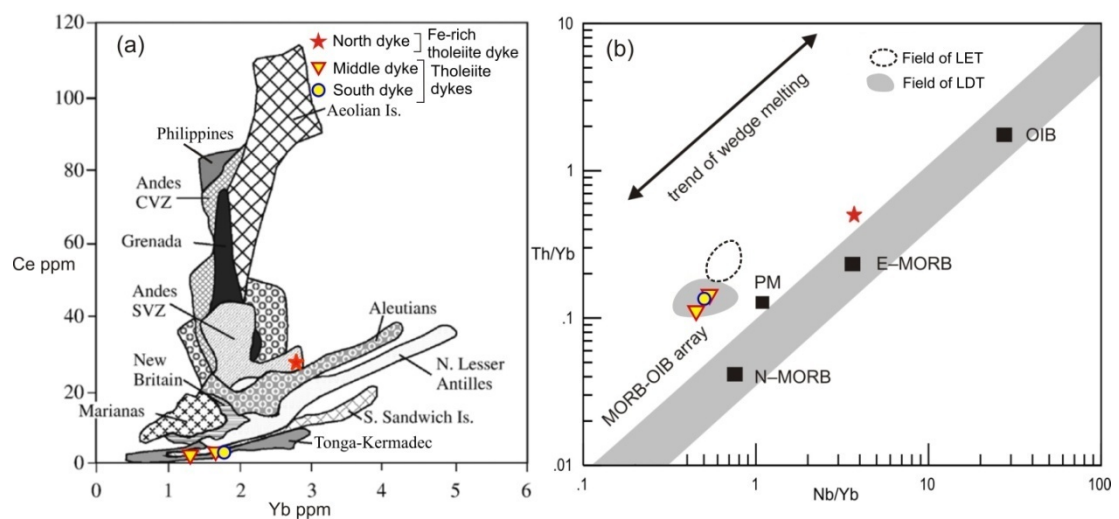 (a)
120
100
80
60
40
20
0
Ce ppm
0 1 2 3 4 5 6
Yb ppm
North dyke
Fe-rich
tholeiite dyke
Middle dyke
South dyke
Tholeiite
dykes
Aeolian Is.
Philippines
Andes
CVZ
Grenada
Andes
SVZ
New
Britain
Marianas
Aleutians
N. Lesser
Antilles
S. Sandwich Is.
Tonga-Kermadec
(b)
10
1
Th/Yb
.1
.01
.1 1 10 100
Nb/Yb
trend of wedge melting
Field of LET
Field of LDT
OIB
E–MORB
PM
N–MORB
MORB-OIB array